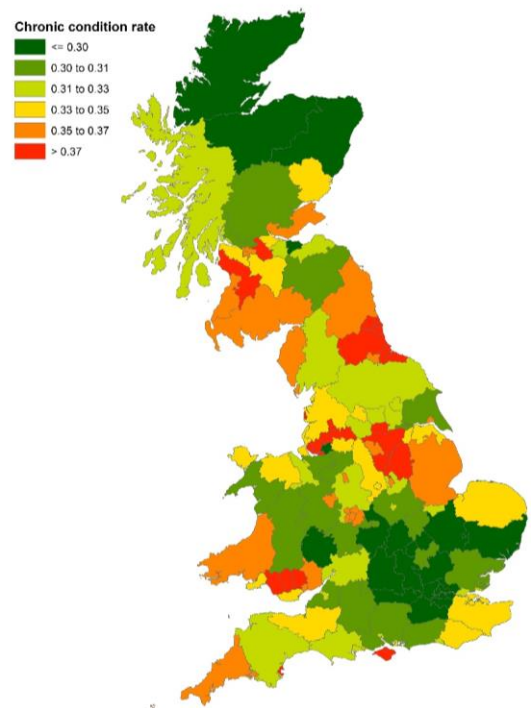 Chronic condition rate
<= 0.30
0.30 to 0.31
0.31 to 0.33
0.33 to 0.35
0.35 to 0.37
> 0.37